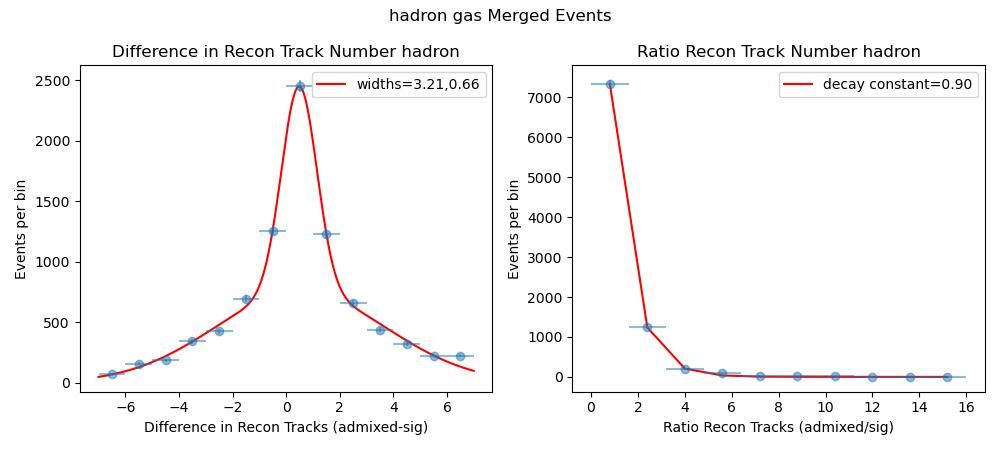 hadron gas Merged Events
Difference in Recon Track Number hadron
widths=3.21,0.66
Events per bin
2500
2000
1500
1000
500
0
−6 −4 −2 0 2 4 6
Difference in Recon Tracks (admixed-sig)
Ratio Recon Track Number hadron
decay constant=0.90
Events per bin
7000
6000
5000
4000
3000
2000
1000
0
0 2 4 6 8 10 12 14 16
Ratio Recon Tracks (admixed/sig)